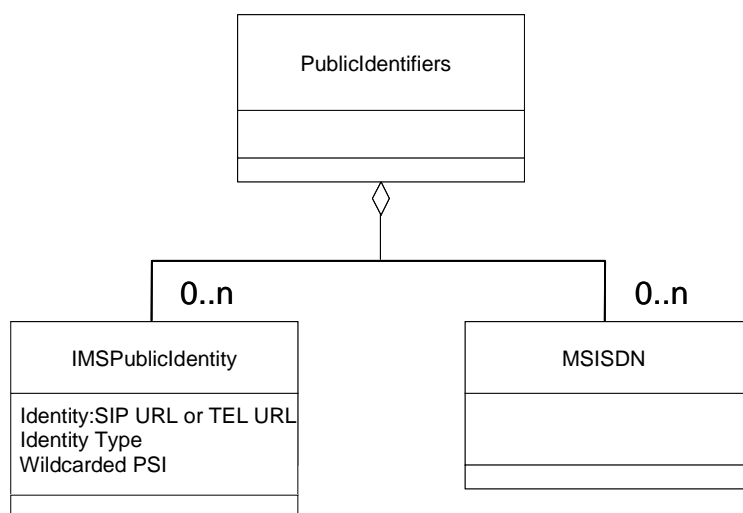 PublicIdentifiers
0..n
0..n
IMSPublicIdentity
MSISDN
Identity:SIP URL or TEL URL
Identity Type
Wildcarded PSI